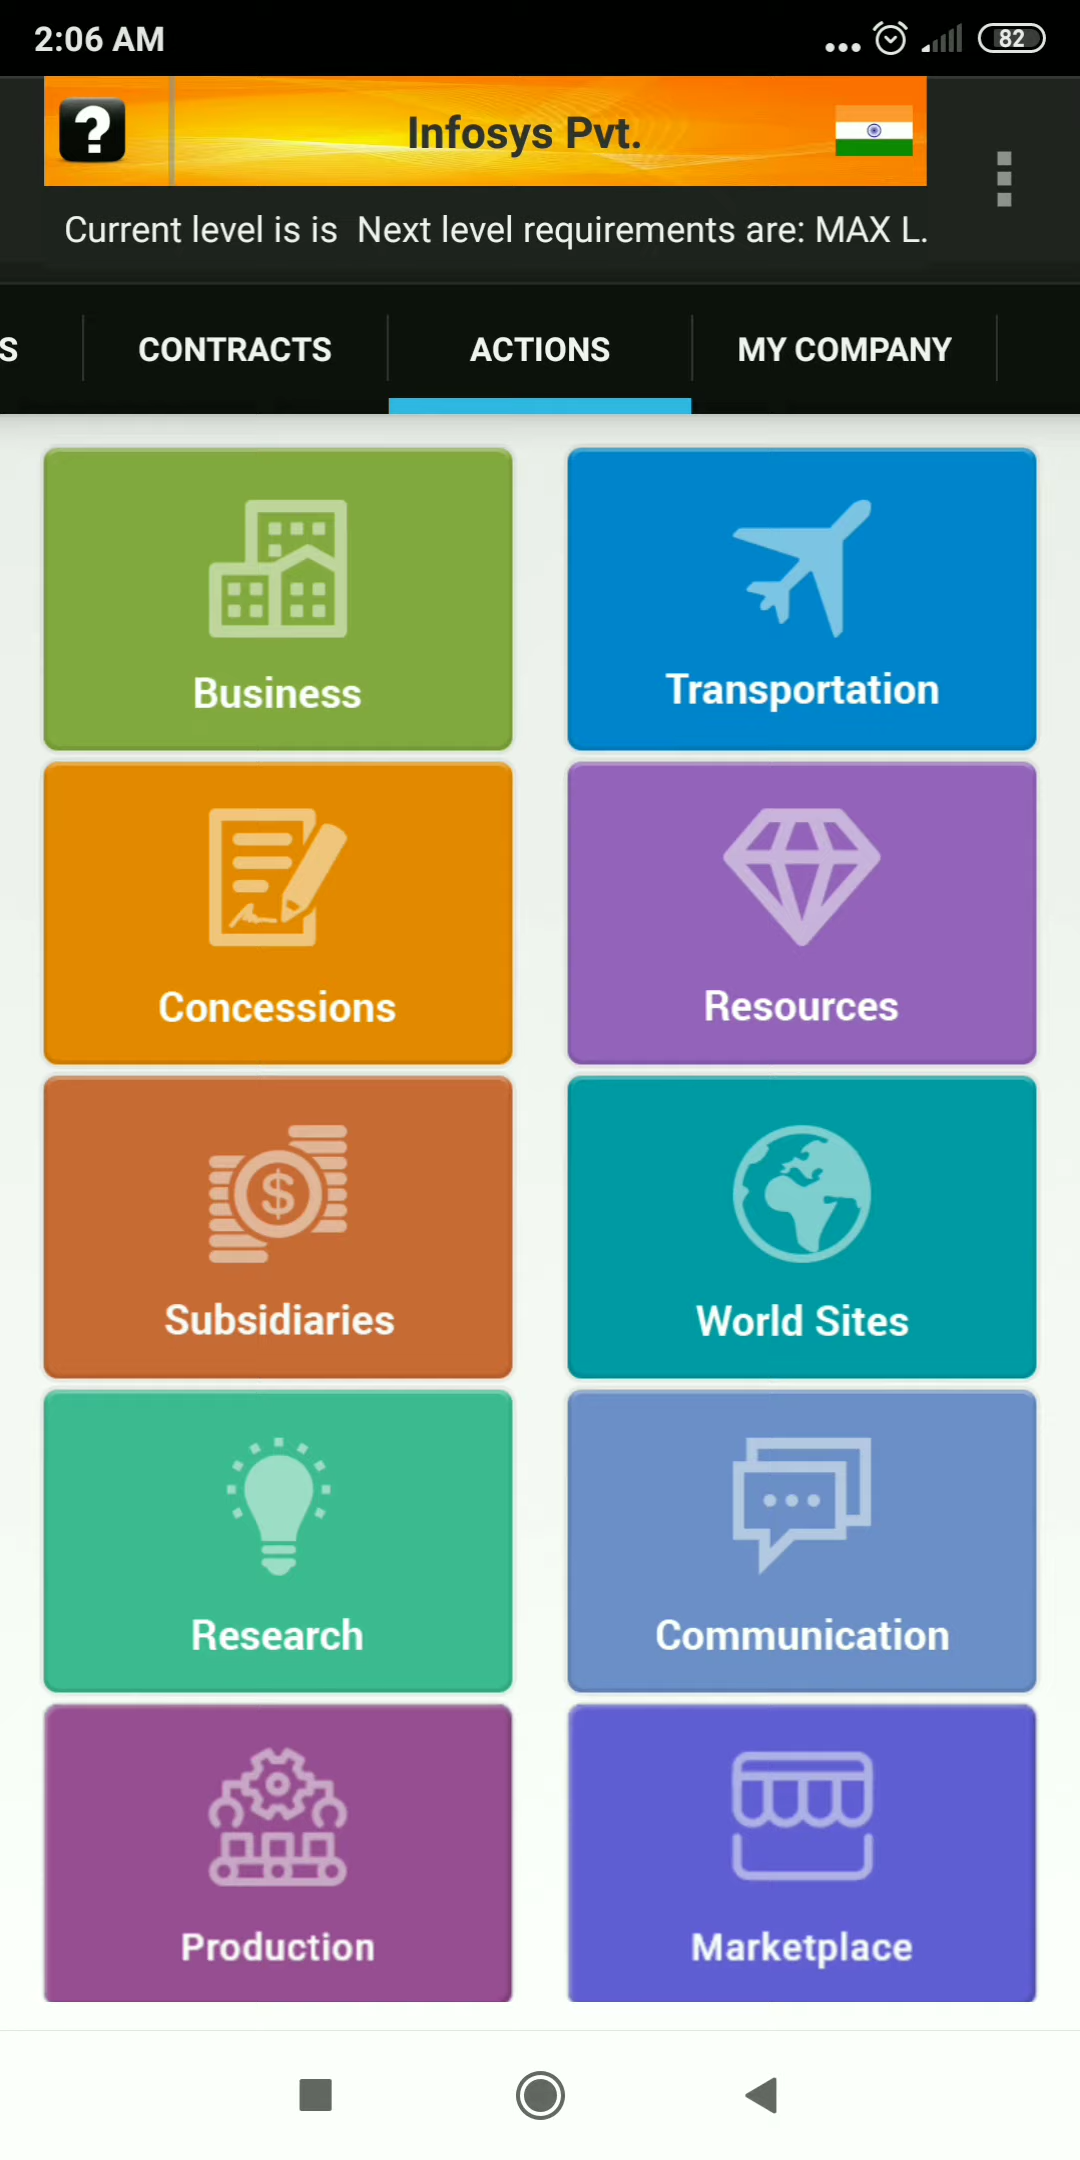 2:06 AM
82
?
Infosys Pvt.
Current level is is  Next level requirements are: MAX L.
S
CONTRACTS
ACTIONS
MY COMPANY
Business
Transportation
Concessions
Resources
$
Subsidiaries
World Sites
Research
Communication
Production
Marketplace